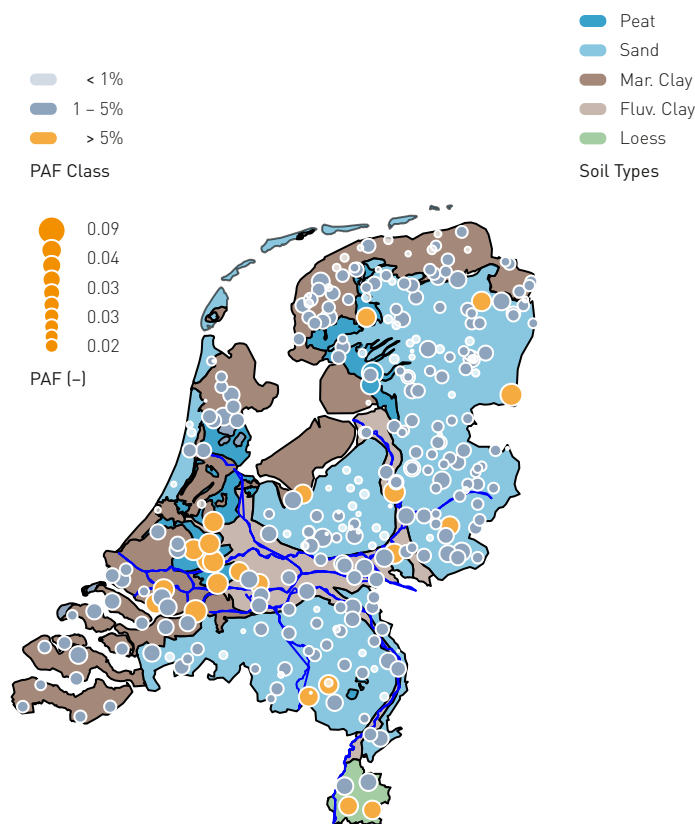 Peat
Sand
Mar. Clay
Fluv. Clay
Loess
Soil Types
< 1%
1 – 5%
> 5%
PAF Class
0.09
0.04
0.03
0.03
0.02
PAF (–)